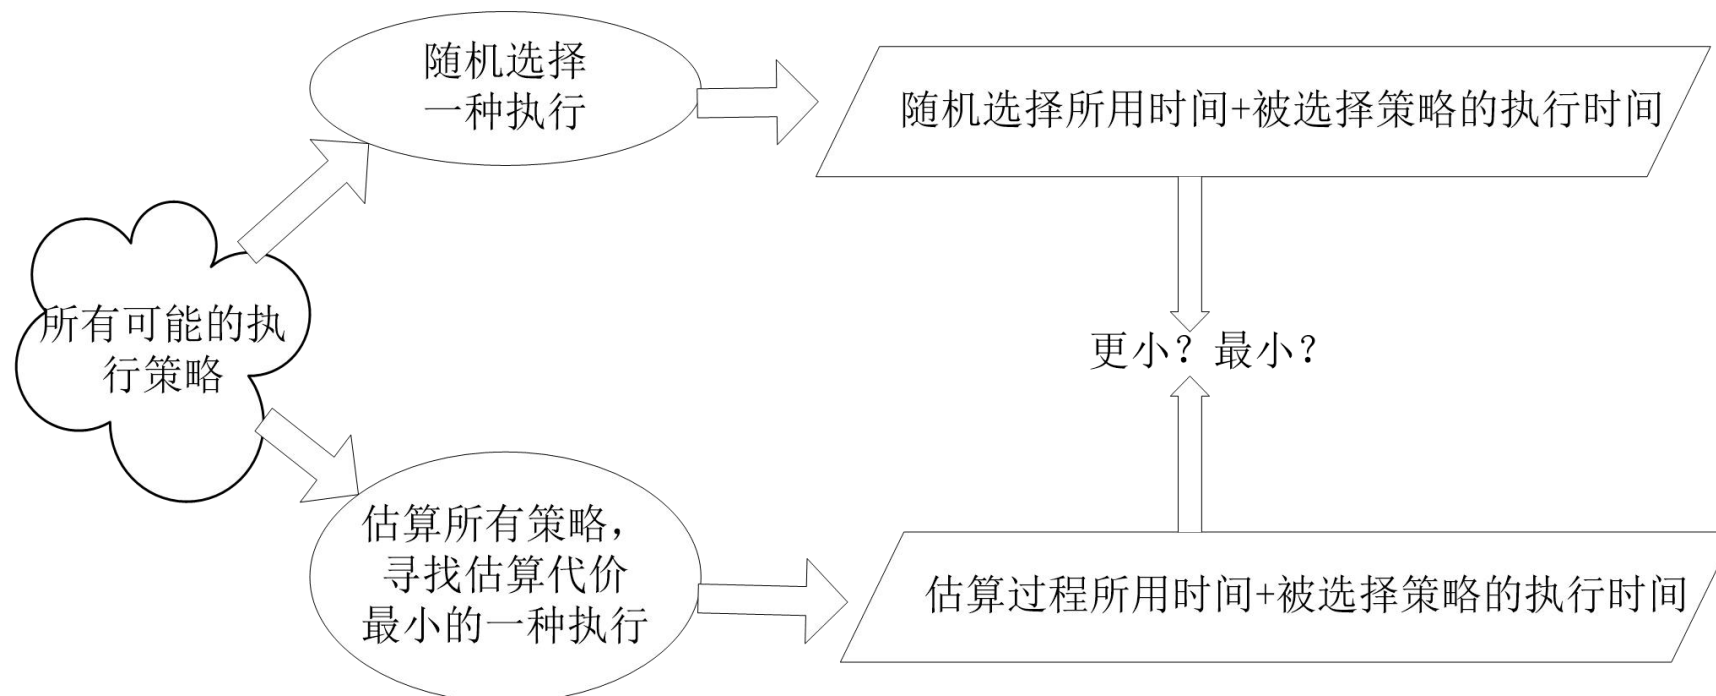 随机选择
一种执行
随机选择所用时间+被选择策略的执行时间
所有可能的执
行策略
更小？最小？
估算所有策略，
寻找估算代价
最小的一种执行
估算过程所用时间+被选择策略的执行时间